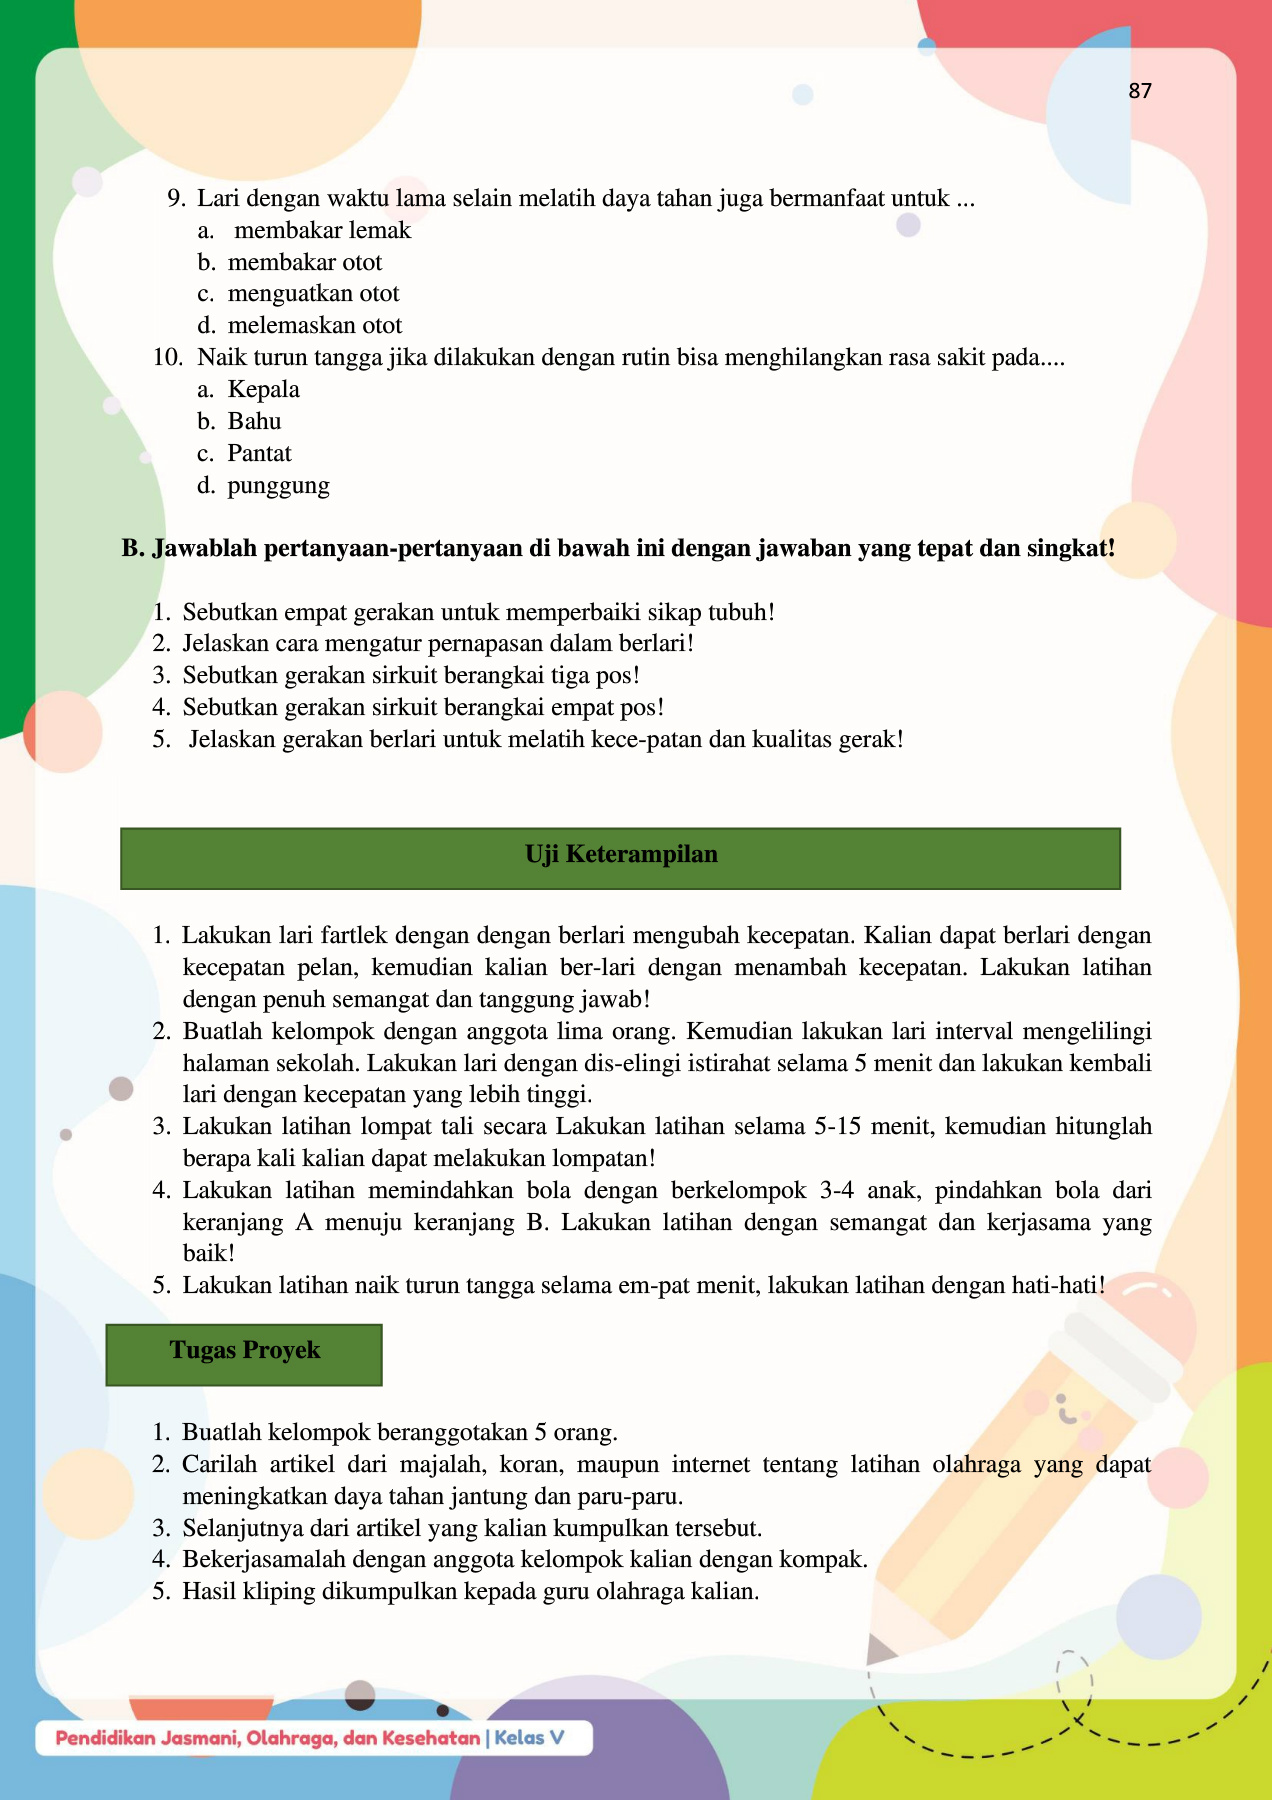 87
9. Lari dengan waktu lama selain melatih daya tahan juga bermanfaat untuk ...
a. membakar lemak
b. membakar otot
c. menguatkan otot
d. melemaskan otot
10. Naik turun tangga jika dilakukan dengan rutin bisa menghilangkan rasa sakit pada....
a. Kepala
b. Bahu
c. Pantat
d. punggung
B. Jawablah pertanyaan-pertanyaan di bawah ini dengan jawaban yang tepat dan singkat!
1. Sebutkan empat gerakan untuk memperbaiki sikap tubuh!
2. Jelaskan cara mengatur pernapasan dalam berlari!
3. Sebutkan gerakan sirkuit berangkai tiga pos!
4. Sebutkan gerakan sirkuit berangkai empat pos!
5. Jelaskan gerakan berlari untuk melatih kece-patan dan kualitas gerak!
Uji Keterampilan
1. Lakukan lari fartlek dengan dengan berlari mengubah kecepatan. Kalian dapat berlari dengan
kecepatan pelan, kemudian kalian ber-lari dengan menambah kecepatan. Lakukan latihan
dengan penuh semangat dan tanggung jawab!
2. Buatlah kelompok dengan anggota lima orang. Kemudian lakukan lari interval mengelilingi
halaman sekolah. Lakukan lari dengan dis-elingi istirahat selama 5 menit dan lakukan kembali
lari dengan kecepatan yang lebih tinggi.
3. Lakukan latihan lompat tali secara Lakukan latihan selama 5-15 menit, kemudian hitunglah
berapa kali kalian dapat melakukan lompatan!
4. Lakukan latihan memindahkan bola dengan berkelompok 3-4 anak, pindahkan bola dari
keranjang A menuju keranjang B. Lakukan latihan dengan semangat dan kerjasama yang
baik!
5. Lakukan latihan naik turun tangga selama em-pat menit, lakukan latihan dengan hati-hati!
Tugas Proyek
1. Buatlah kelompok beranggotakan 5 orang.
2. Carilah artikel dari majalah, koran, maupun internet tentang latihan olahraga yang dapat
meningkatkan daya tahan jantung dan paru-paru.
3. Selanjutnya dari artikel yang kalian kumpulkan tersebut.
4. Bekerjasamalah dengan anggota kelompok kalian dengan kompak.
5. Hasil kliping dikumpulkan kepada guru olahraga kalian.
Pendidikan Jasmani, Olahraga, dan Kesehatan | Kelas V